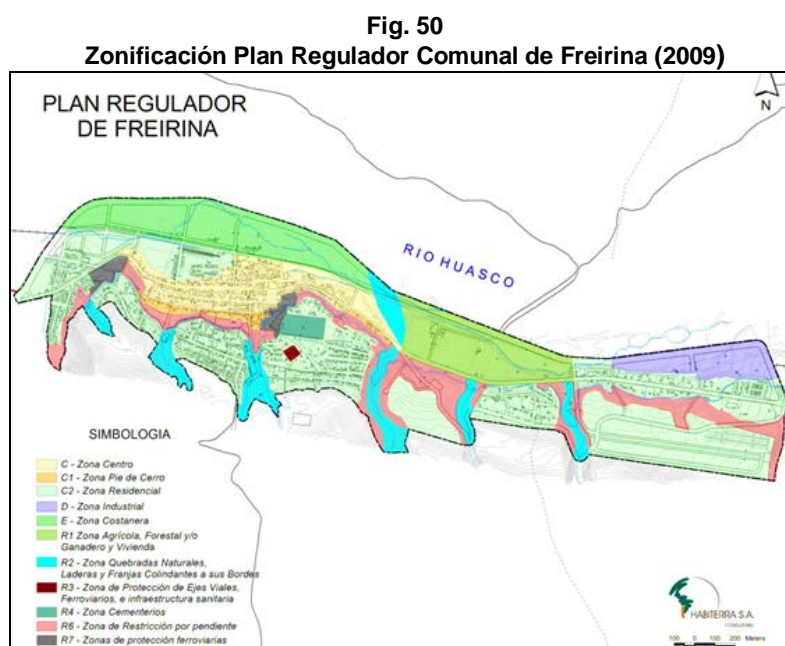 Fig. 50
Zonificación Plan Regulador Comunal de Freirina (2009)
PLAN REGULADOR
DE FREIRINA
N
RIO HUASCO
SIMBOLOGIA
C - Zona Centro
C1 - Zona Pie de Cerro
C2 - Zona Residencial
D - Zona Industrial
E - Zona Costanera
R1 Zona Agrícola, Forestal y/o
Ganadero y Vivienda
R2 - Zona Quebradas Naturales,
Laderas y Franjas Colindantes a sus Bordes
R3 - Zona de Protección de Ejes Viales,
Ferroviarios, e infraestructura sanitaria
R4 - Zona Cementerios
R6 - Zona de Restricción por pendiente
R7 - Zonas de protección ferroviarias
HABITERRA S.A.
100 0 100 200 Meters